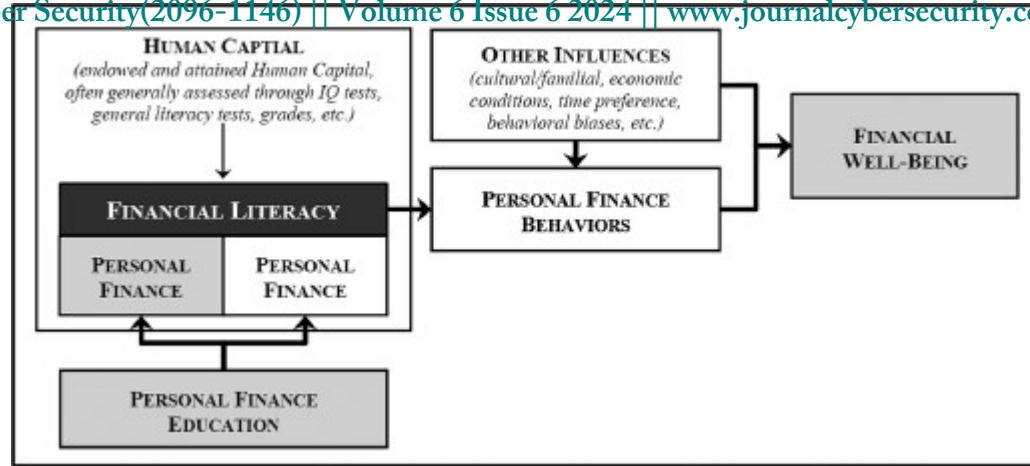 er Security(2096-1146) || Volume 6 Issue 6 2024 || www.journalcybersecurity.co
HUMAN CAPTIAL
(endowed and attained Human Capital,
often generally assessed through IQ tests,
general literacy tests, grades, etc.)
FINANCIAL LITERACY
PERSONAL
FINANCE
PERSONAL
FINANCE
PERSONAL FINANCE
EDUCATION
OTHER INFLUENCES
(cultural/familial, economic
conditions, time preference,
behavioral biases, etc.)
PERSONAL FINANCE
BEHAVIORS
FINANCIAL
WELL-BEING